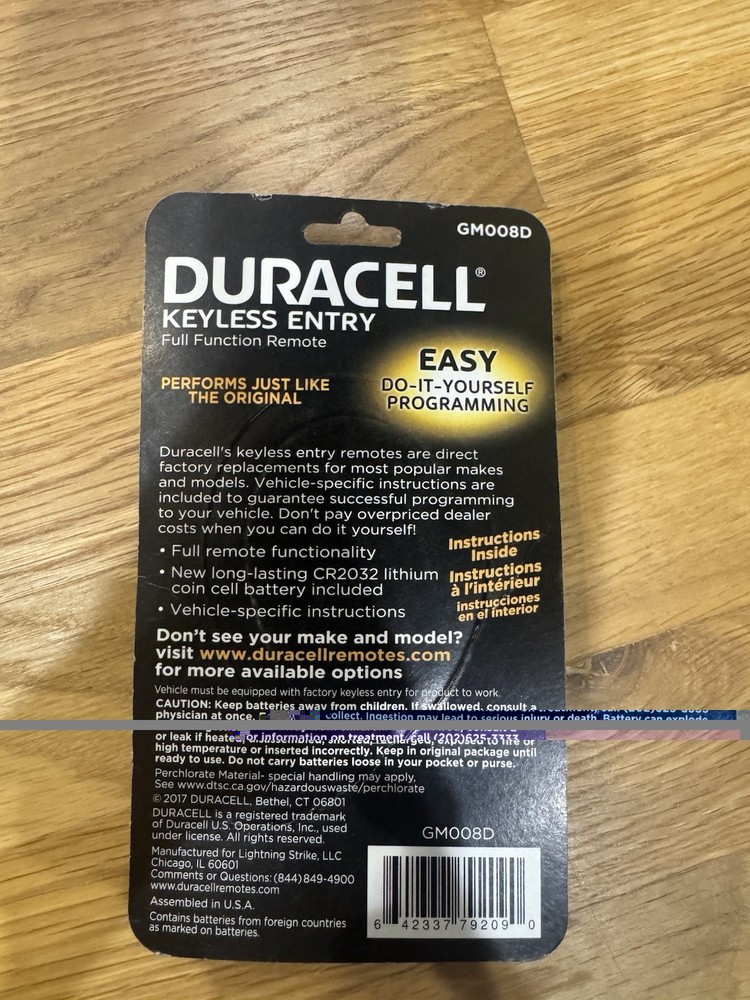 GM008D
DURACELL®
KEYLESS ENTRY
Full Function Remote
EASY
DO-IT-YOURSELF
PROGRAMMING
PERFORMS JUST LIKE
THE ORIGINAL
Duracell's keyless entry remotes are direct
factory replacements for most popular makes
and models. Vehicle-specific instructions are
included to guarantee successful programming
to your vehicle. Don't pay overpriced dealer
costs when you can do it yourself!
• Full remote functionality
• New long-lasting CR2032 lithium
coin cell battery included
• Vehicle-specific instructions
Instructions
Inside
Instructions
à l'intérieur
instrucciones
en el interior
Don't see your make and model?
visit www.duracellremotes.com
for more available options
Vehicle must be equipped with factory keyless entry for product to work.
CAUTION: Keep batteries away from children. If swallowed, consult a
physician at once. collect. Ingestion may lead to serious injury or death. Battery can explode
or leak if heated, or information on treatment, call (202)625-3333
high temperature or inserted incorrectly. Keep in original package until
ready to use. Do not carry batteries loose in your pocket or purse.
Perchlorate Material- special handling may apply,
See www.dtsc.ca.gov/hazardouswaste/perchlorate
© 2017 DURACELL, Bethel, CT 06801
DURACELL is a registered trademark
of Duracell U.S. Operations, Inc., used
under license. All rights reserved.
Manufactured for Lightning Strike, LLC
Chicago, IL 60601
Comments or Questions: (844) 849-4900
www.duracellremotes.com
Assembled in U.S.A.
Contains batteries from foreign countries
as marked on batteries.
GM008D
6 42337 79209 0